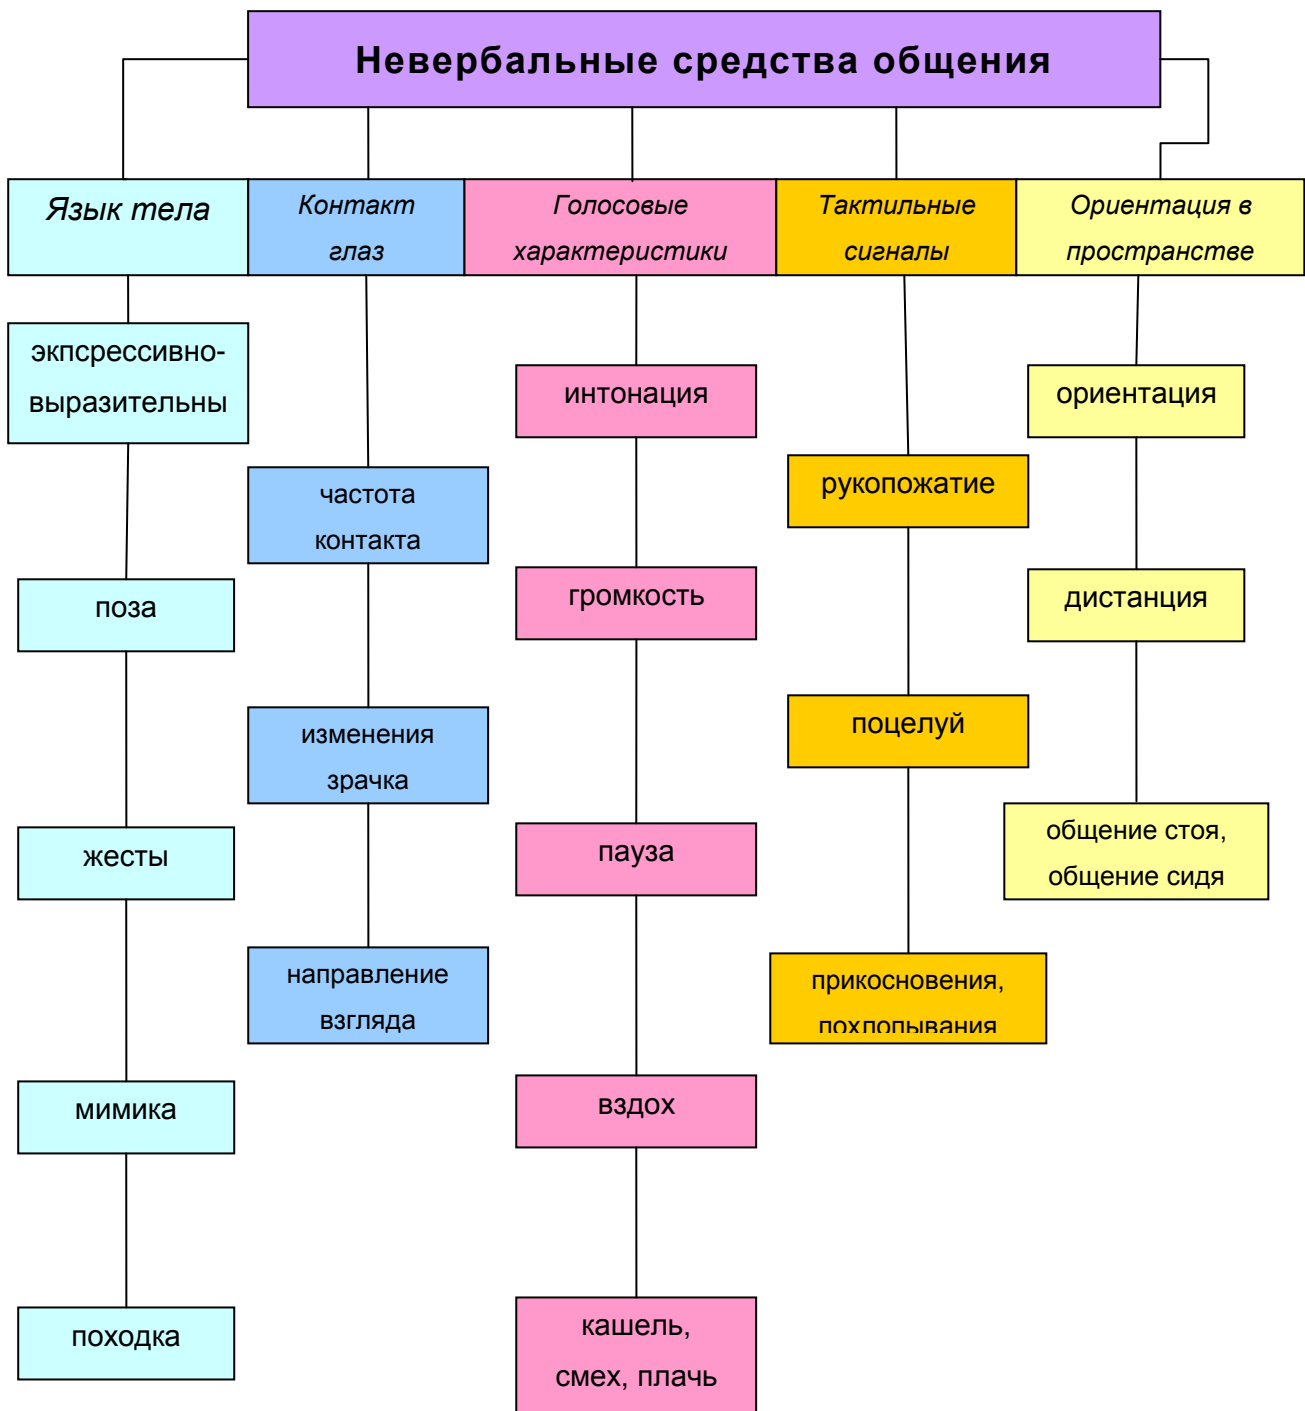 Невербальные средства общения
Язык тела
Контакт
глаз
Голосовые
характеристики
Тактильные
сигналы
Ориентация в
пространстве
экпсрессивно-
выразительны
поза
жесты
мимика
походка
частота
контакта
изменения
зрачка
направление
взгляда
интонация
громкость
пауза
вздох
кашель,
смех, плачь
рукопожатие
поцелуй
прикосновения,
похлопывания
ориентация
дистанция
общение стоя,
общение сидя